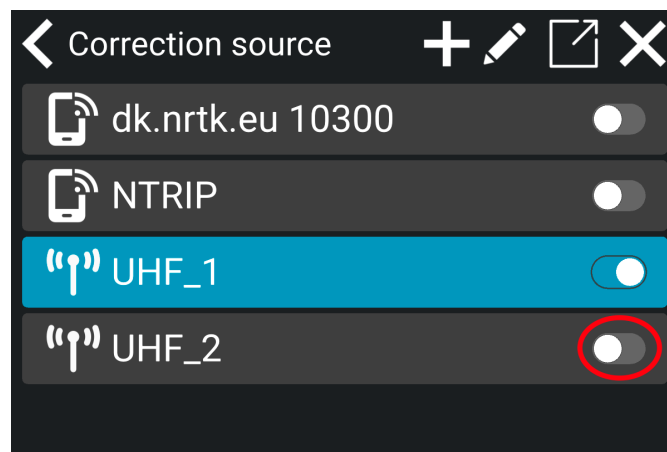 Correction source
dk.nrtk.eu 10300
NTRIP
UHF_1
UHF_2